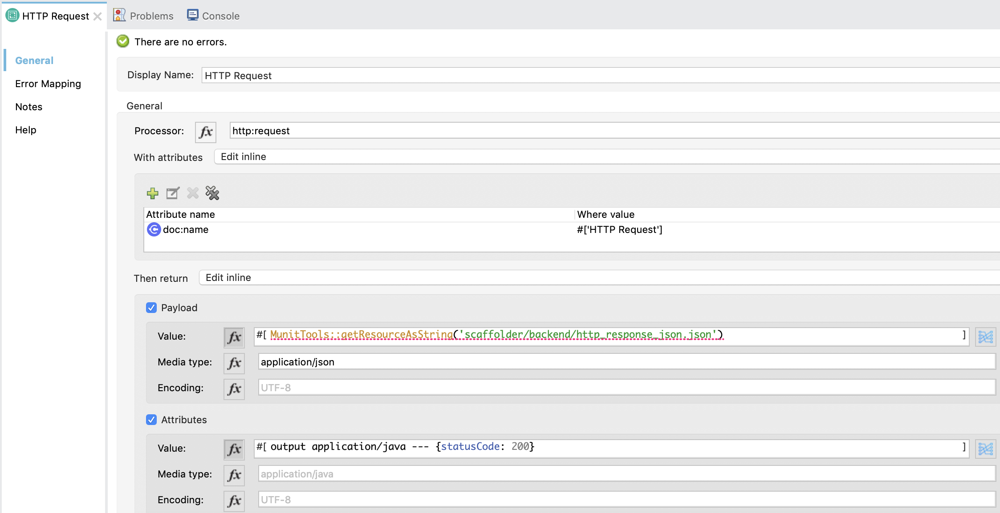 HTTP Request
Problems
Console
There are no errors.
General
Error Mapping
Notes
Help
Display Name: HTTP Request
General
Processor: fx http:request
With attributes Edit inline
Attribute name Where value
doc:name #['HTTP Request']
Then return Edit inline
Payload
Value: fx #[ MunitTools::getResourceAsString('scaffolder/backend/http_response_json.json') ]
Media type: fx application/json
Encoding: fx UTF-8
Attributes
Value: fx #[ output application/java --- {statusCode: 200} ]
Media type: fx application/java
Encoding: fx UTF-8